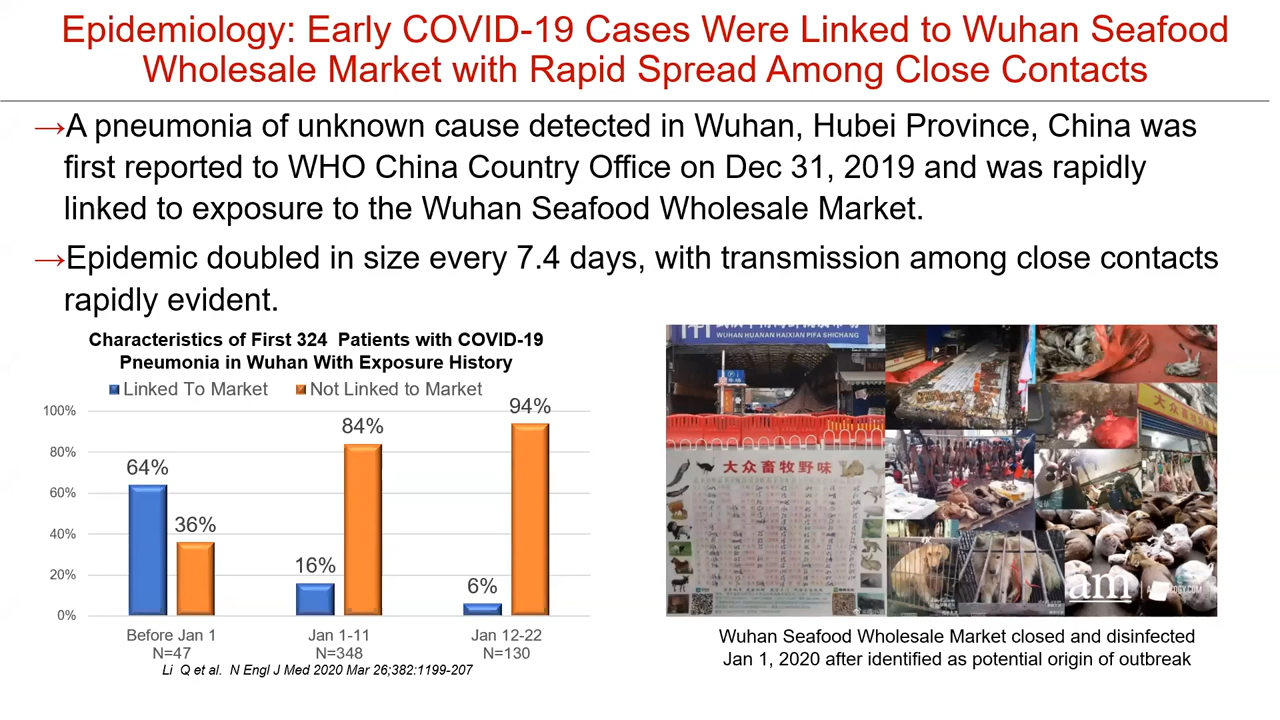 Epidemiology: Early COVID-19 Cases Were Linked to Wuhan Seafood
Wholesale Market with Rapid Spread Among Close Contacts
→A pneumonia of unknown cause detected in Wuhan, Hubei Province, China was
first reported to WHO China Country Office on Dec 31, 2019 and was rapidly
linked to exposure to the Wuhan Seafood Wholesale Market.
→Epidemic doubled in size every 7.4 days, with transmission among close contacts
rapidly evident.
Characteristics of First 324 Patients with COVID-19
Pneumonia in Wuhan With Exposure History
Linked To Market Not Linked to Market
100%
80%
60%
40%
20%
0%
64%
36%
16%
84%
6%
94%
Before Jan 1 Jan 1-11 Jan 12-22
N=47 N=348 N=130
Li Q et al. N Engl J Med 2020 Mar 26;382:1199-207
WUHAN HUANAN HAIXIAN PIFA SHICHANG
大众畜牧野味
大众畜
am
Wuhan Seafood Wholesale Market closed and disinfected
Jan 1, 2020 after identified as potential origin of outbreak